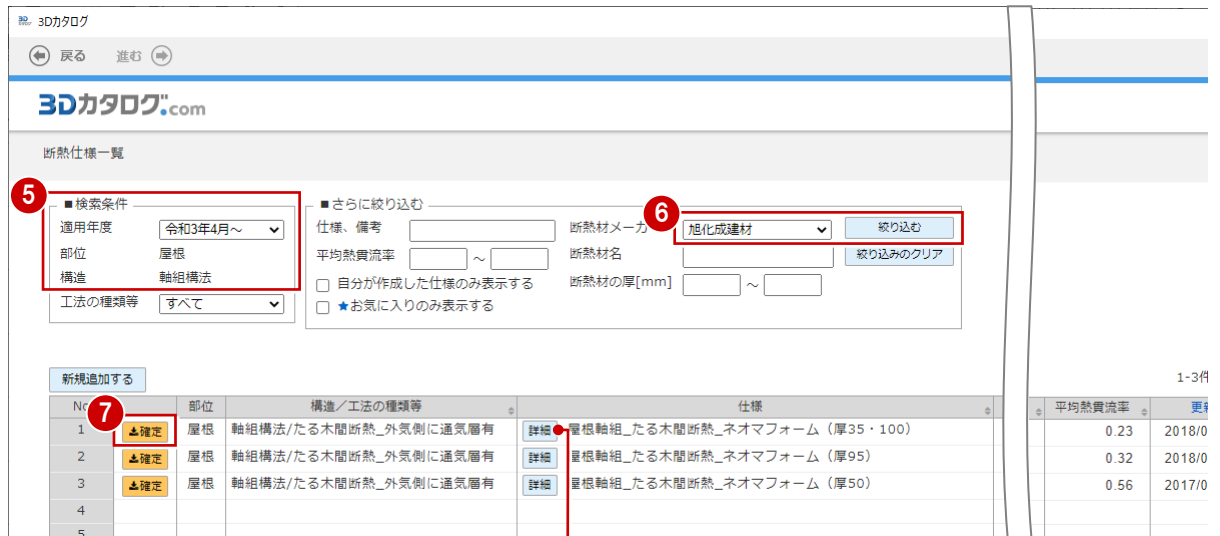 3Dカタログ
戻る 進む
3Dカタログ.com
断熱仕様一覧
5
■検索条件
適用年度 令和3年4月～
部位 屋根
構造 軸組構法
工法の種類等 すべて
■さらに絞り込む
仕様、備考
平均熱貫流率 ～
自分が作成した仕様のみ表示する
★お気に入りのみ表示する
6
断熱材メーカ 旭化成建材 絞り込む
断熱材名 絞り込みのクリア
断熱材の厚[mm] ～
新規追加する 1-3件
7
No 部位 構造／工法の種類等 仕様 平均熱貫流率 更新
1 確定 屋根 軸組構法/たる木間断熱_外気側に通気層有 詳細 屋根軸組_たる木間断熱_ネオマフォーム（厚35・100） 0.23 2018/0
2 確定 屋根 軸組構法/たる木間断熱_外気側に通気層有 詳細 屋根軸組_たる木間断熱_ネオマフォーム（厚95） 0.32 2018/0
3 確定 屋根 軸組構法/たる木間断熱_外気側に通気層有 詳細 屋根軸組_たる木間断熱_ネオマフォーム（厚50） 0.56 2017/0
4
5